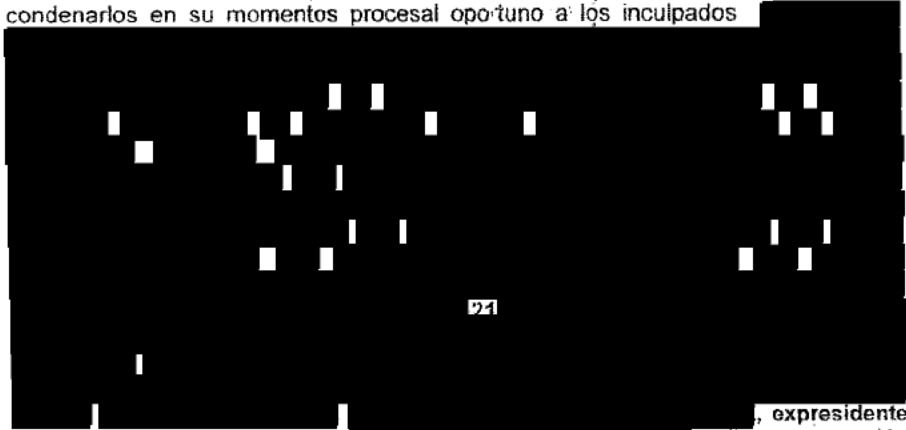 condenarlos en su momentos procesal oportuno a los inculpados
21
, expresidente